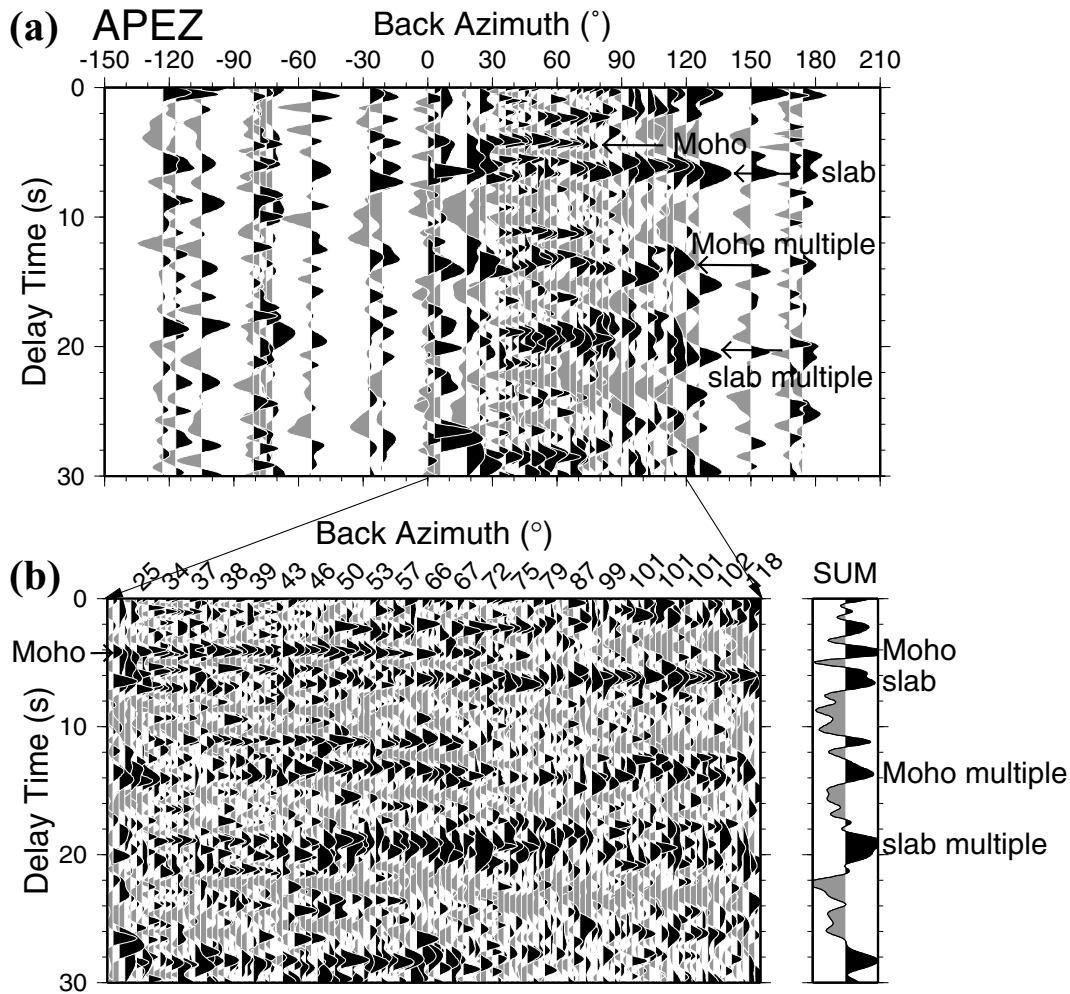 (a) APEZ Back Azimuth (°)
-150 -120 -90 -60 -30 0 30 60 90 120 150 180 210
0
Moho
slab
10
Moho multiple
20
slab multiple
30
Delay Time (s)
Back Azimuth (°)
(b)
25 34 37 38 39 43 46 50 53 57 66 67 72 75 79 87 99 101 101 101 102 18
SUM
0
Moho
Moho
slab
10
Moho multiple
20
slab multiple
30
Delay Time (s)